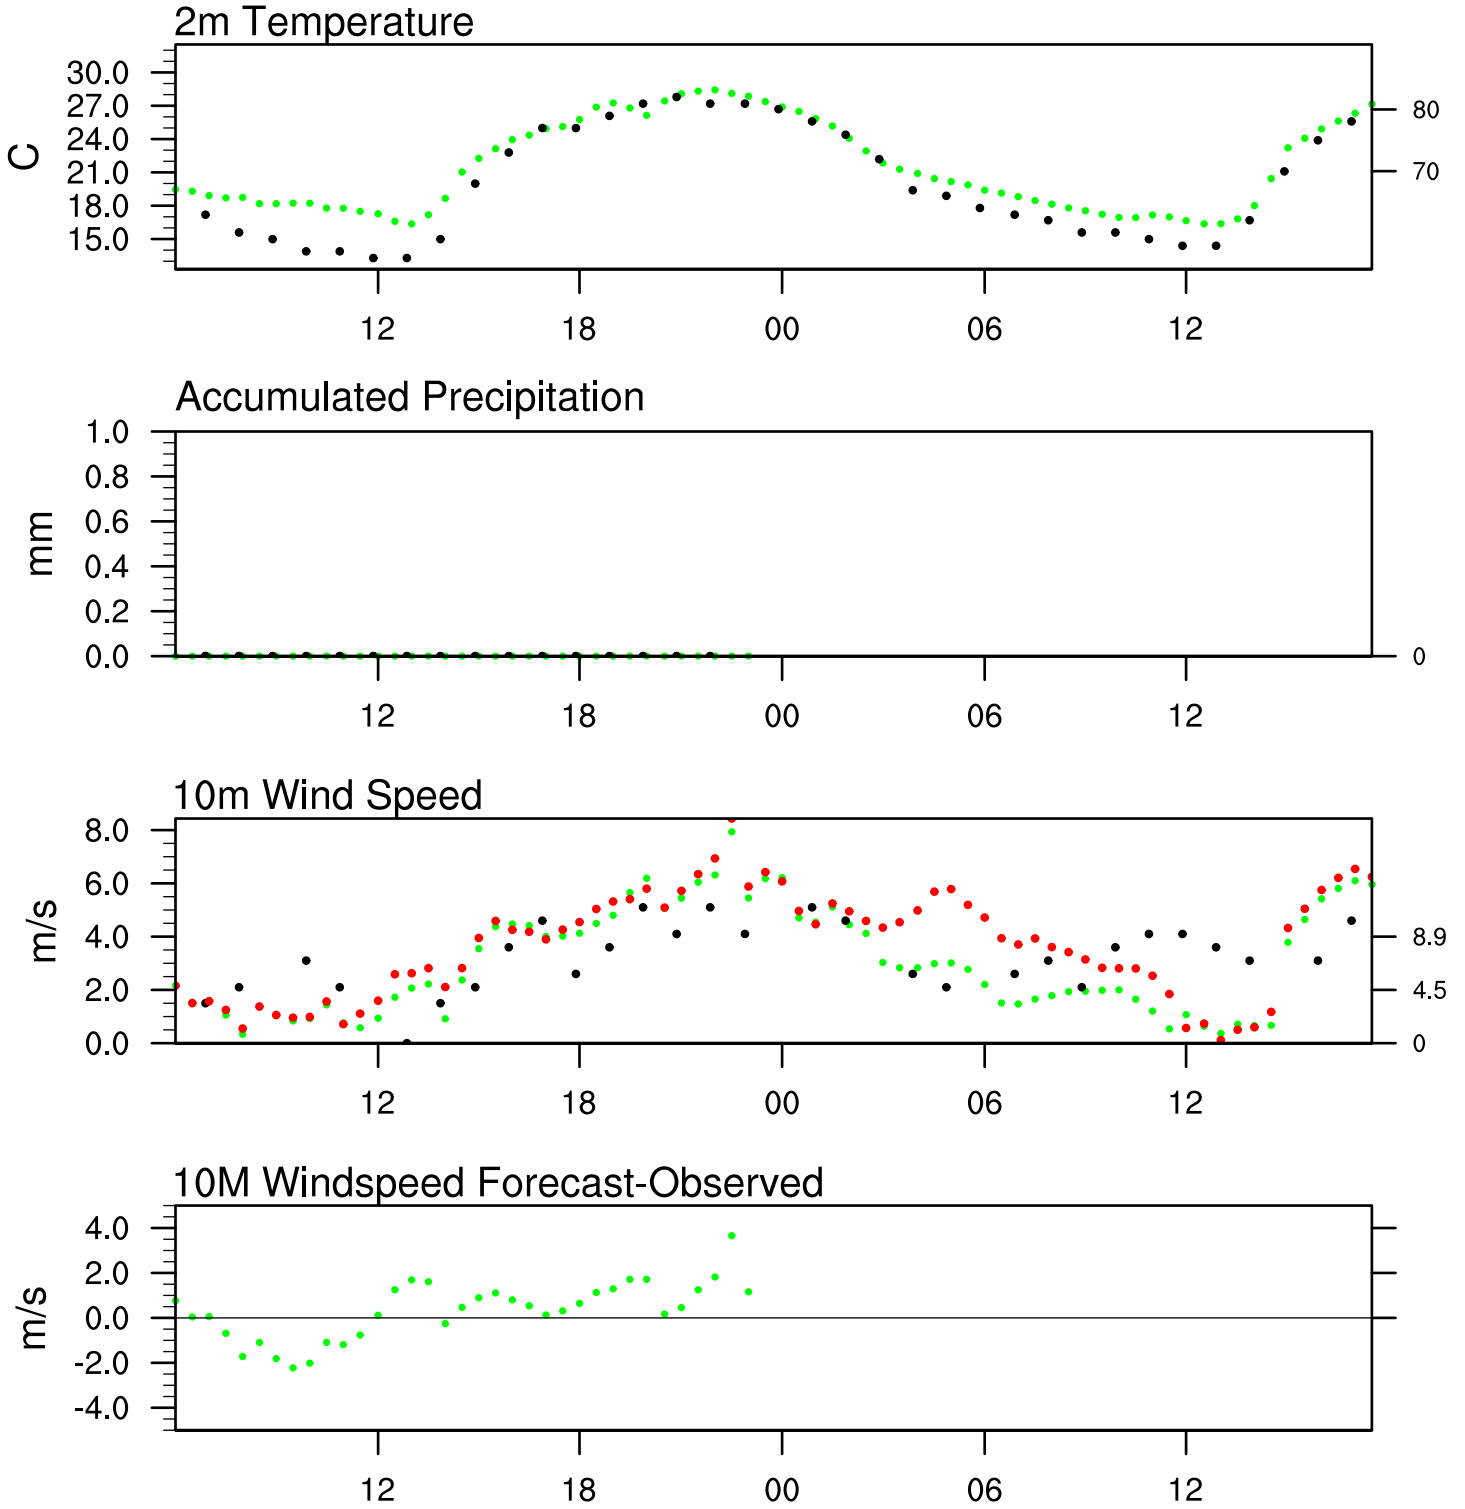 2m Temperature
30.0
27.0
24.0
21.0
18.0
15.0
C
80
70
12 18 00 06 12
Accumulated Precipitation
1.0
0.8
0.6
0.4
0.2
0.0
mm
0
12 18 00 06 12
10m Wind Speed
8.0
6.0
4.0
2.0
0.0
m/s
8.9
4.5
0
12 18 00 06 12
10M Windspeed Forecast-Observed
4.0
2.0
0.0
-2.0
-4.0
m/s
12 18 00 06 12